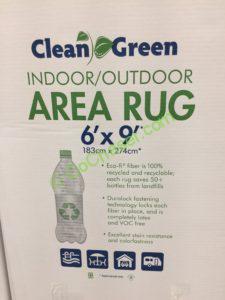 Clean Green
INDOOR/OUTDOOR
AREA RUG
6' x 9'
183cm x 274cm*
• Eco-fi® fiber is 100%
recycled and recyclable;
each rug saves 50+
bottles from landfills
• Duralock fastening
technology locks each
fiber in place, and is
completely latex
and VOC free
• Excellent stain resistance
and colorfastness